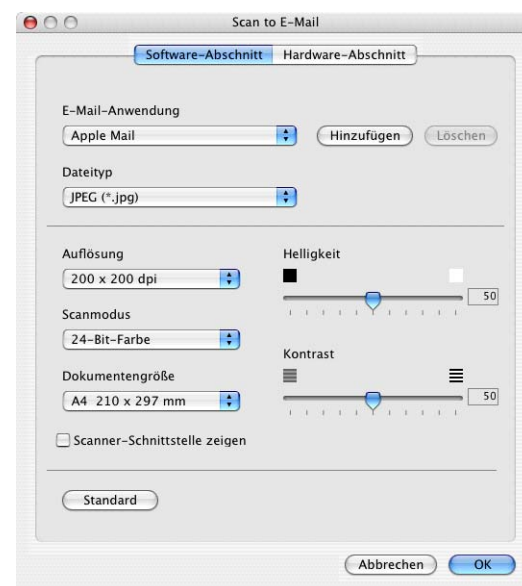 Scan to E-Mail
Software-Abschnitt Hardware-Abschnitt
E-Mail-Anwendung
Apple Mail Hinzufügen Löschen
Dateityp
JPEG (*.jpg)
Auflösung
200 x 200 dpi
Scanmodus
24-Bit-Farbe
Dokumentengröße
A4 210 x 297 mm
Scanner-Schnittstelle zeigen
Helligkeit
50
Kontrast
50
Standard
Abbrechen OK